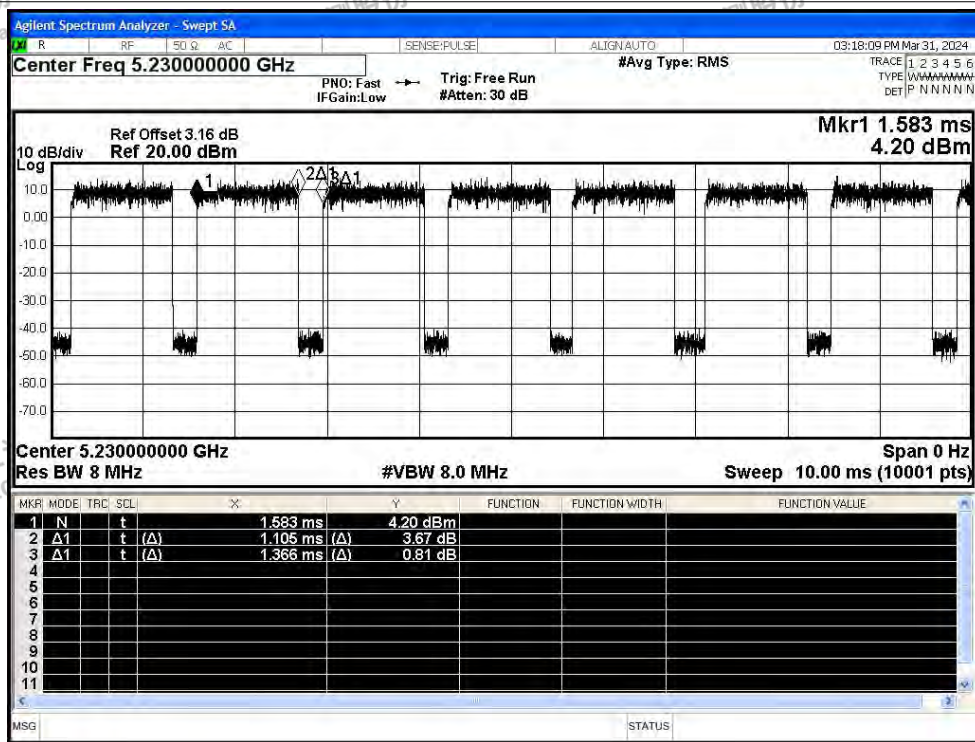 Agilent Spectrum Analyzer - Swept SA
R RF 50 Ω AC SENSE:PULSE ALIGN AUTO 03:18:09 PM Mar 31, 2024
Center Freq 5.230000000 GHz #Avg Type: RMS TRACE 1 2 3 4 5 6
PNO: Fast Trig: Free Run TYPE
IFGain:Low #Atten: 30 dB DET P N N N N N
Mkr1 1.583 ms
4.20 dBm
Ref Offset 3.16 dB
10 dB/div Ref 20.00 dBm
Log
1 2Δ1 3Δ1
10.0
0.00
-10.0
-20.0
-30.0
-40.0
-50.0
-60.0
-70.0
Center 5.230000000 GHz Span 0 Hz
Res BW 8 MHz #VBW 8.0 MHz Sweep 10.00 ms (10001 pts)
MKR MODE TRC SCL X Y FUNCTION FUNCTION WIDTH FUNCTION VALUE
1 N t 1.583 ms 4.20 dBm
2 Δ1 t (Δ) 1.105 ms (Δ) 3.67 dB
3 Δ1 t (Δ) 1.366 ms (Δ) 0.81 dB
4
5
6
7
8
9
10
11
MSG STATUS